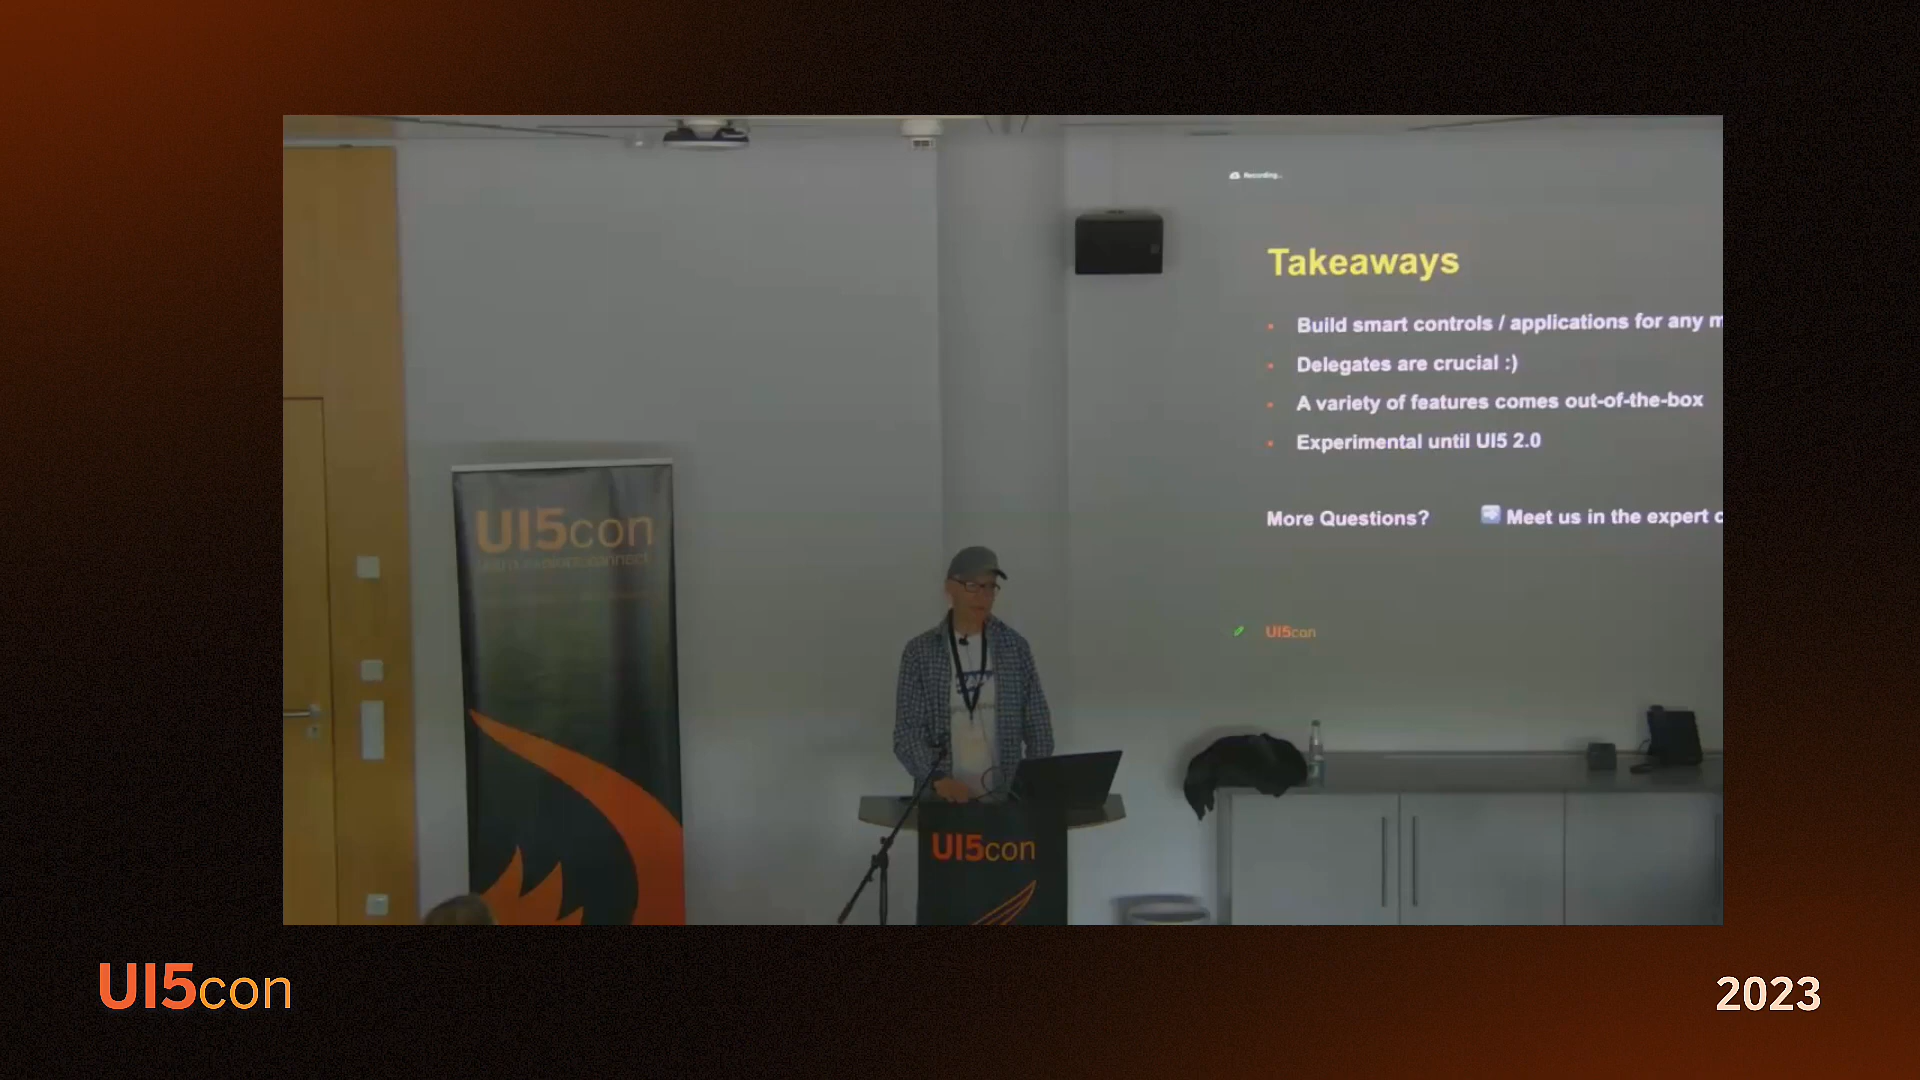 Recording...
Takeaways
Build smart controls / applications for any m
Delegates are crucial :)
A variety of features comes out-of-the-box
Experimental until UI5 2.0
More Questions? Meet us in the expert c
UI5con
UI5con
UI5con
UI5con
2023